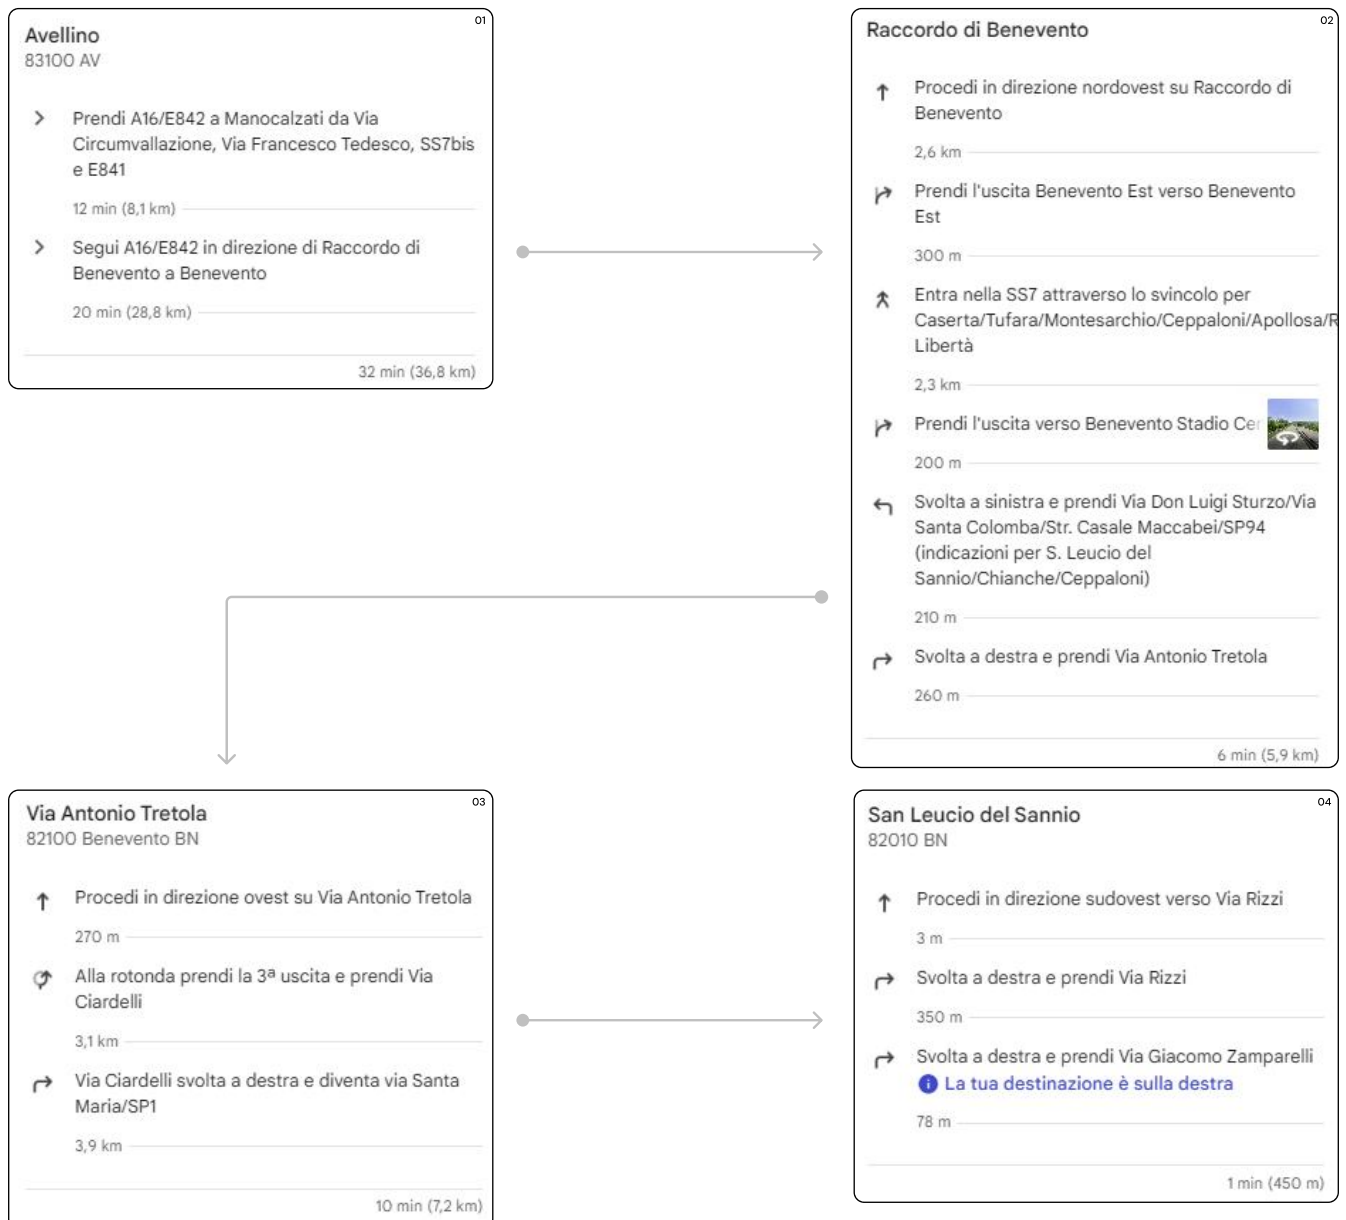 01
Avellino
83100 AV
Prendi A16/E842 a Manocalzati da Via
Circumvallazione, Via Francesco Tedesco, SS7bis
e E841
12 min (8,1 km)
Segui A16/E842 in direzione di Raccordo di
Benevento a Benevento
20 min (28,8 km)
32 min (36,8 km)
02
Raccordo di Benevento
Procedi in direzione nordovest su Raccordo di
Benevento
2,6 km
Prendi l'uscita Benevento Est verso Benevento
Est
300 m
Entra nella SS7 attraverso lo svincolo per
Caserta/Tufara/Montesarchio/Ceppaloni/Apollosa/R
Libertà
2,3 km
Prendi l'uscita verso Benevento Stadio Cer
200 m
Svolta a sinistra e prendi Via Don Luigi Sturzo/Via
Santa Colomba/Str. Casale Maccabei/SP94
(indicazioni per S. Leucio del
Sannio/Chianche/Ceppaloni)
210 m
Svolta a destra e prendi Via Antonio Tretola
260 m
6 min (5,9 km)
03
Via Antonio Tretola
82100 Benevento BN
Procedi in direzione ovest su Via Antonio Tretola
270 m
Alla rotonda prendi la 3ª uscita e prendi Via
Ciardelli
3,1 km
Via Ciardelli svolta a destra e diventa via Santa
Maria/SP1
3,9 km
10 min (7,2 km)
04
San Leucio del Sannio
82010 BN
Procedi in direzione sudovest verso Via Rizzi
3 m
Svolta a destra e prendi Via Rizzi
350 m
Svolta a destra e prendi Via Giacomo Zamparelli
La tua destinazione è sulla destra
78 m
1 min (450 m)